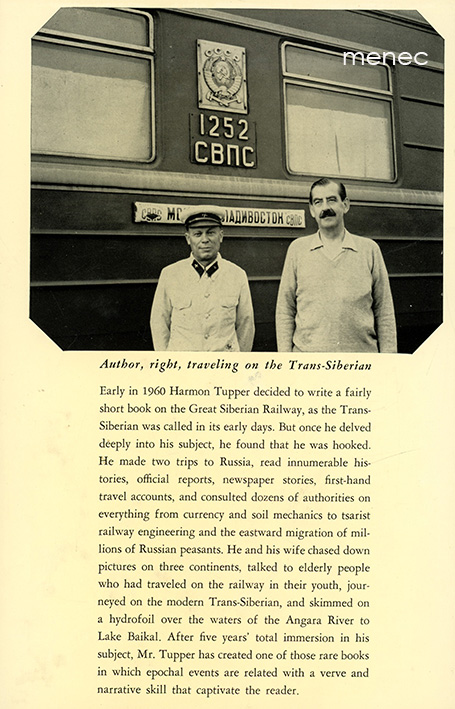 menec
1252
СВПС
СВПС МО ЛАДИВОСТОК СВПС
Author, right, traveling on the Trans-Siberian
Early in 1960 Harmon Tupper decided to write a fairly
short book on the Great Siberian Railway, as the Trans-
Siberian was called in its early days. But once he delved
deeply into his subject, he found that he was hooked.
He made two trips to Russia, read innumerable his-
tories, official reports, newspaper stories, first-hand
travel accounts, and consulted dozens of authorities on
everything from currency and soil mechanics to tsarist
railway engineering and the eastward migration of mil-
lions of Russian peasants. He and his wife chased down
pictures on three continents, talked to elderly people
who had traveled on the railway in their youth, jour-
neyed on the modern Trans-Siberian, and skimmed on
a hydrofoil over the waters of the Angara River to
Lake Baikal. After five years' total immersion in his
subject, Mr. Tupper has created one of those rare books
in which epochal events are related with a verve and
narrative skill that captivate the reader.